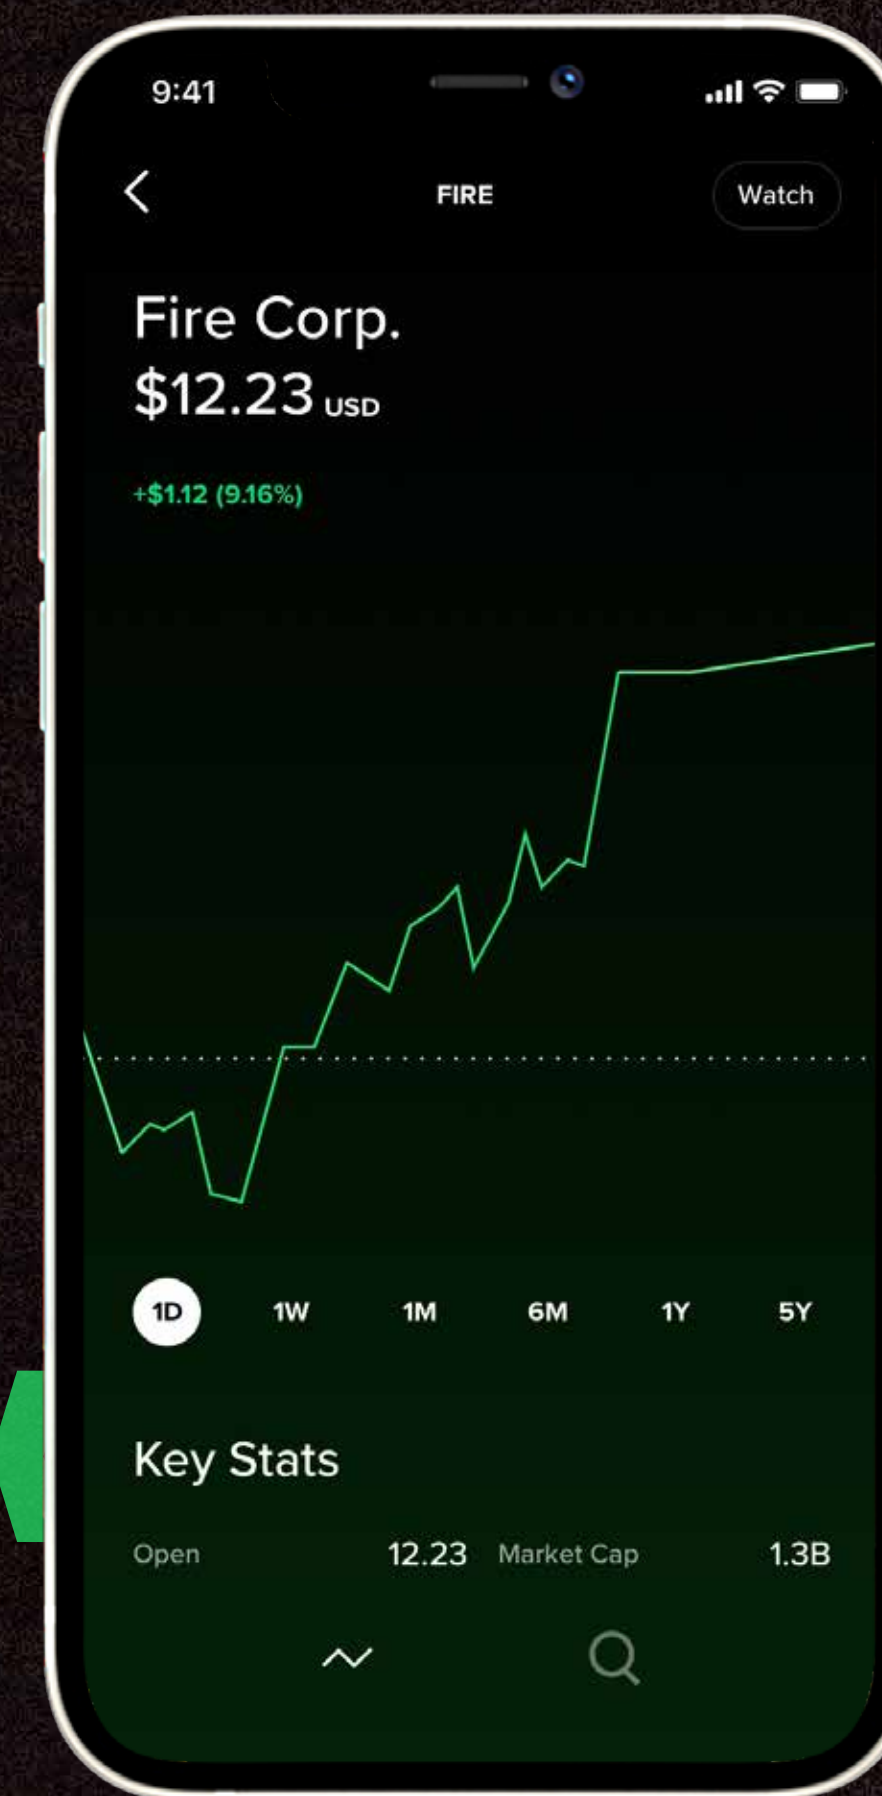 9:41
FIRE
Watch
Fire Corp.
$12.23 USD
+$1.12 (9.16%)
1D 1W 1M 6M 1Y 5Y
Key Stats
Open 12.23 Market Cap 1.3B